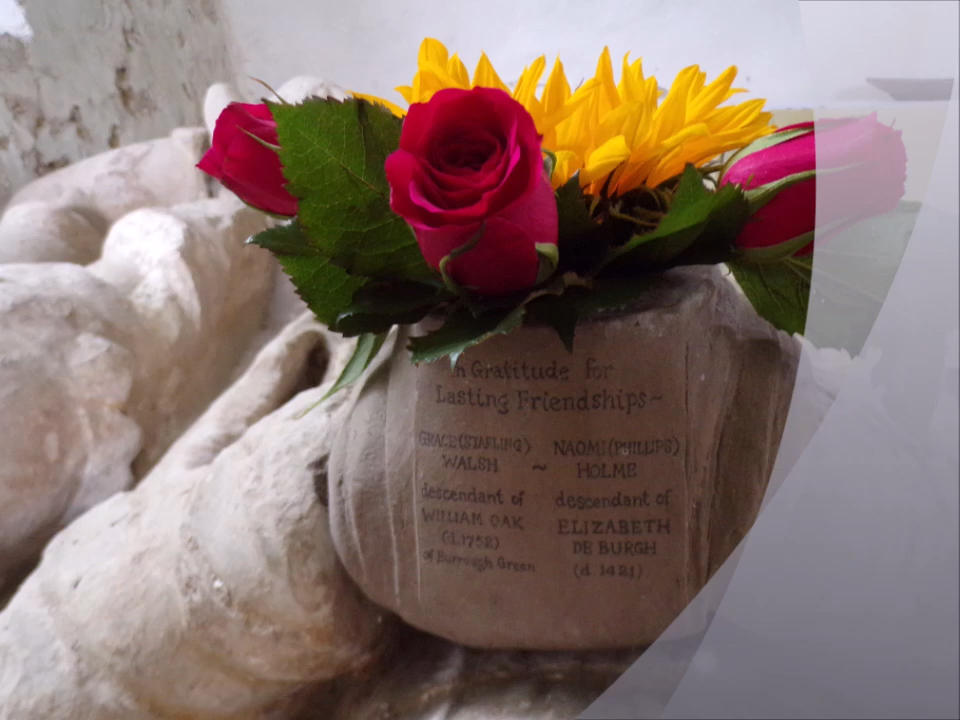 In Gratitude for
Lasting Friendships~
GRACE (STARLING) NAOMI (PHILLIPS)
WALSH ~ HOLME
descendant of descendant of
WILLIAM OAK ELIZABETH
(d.1752) DE BURGH
of Burrough Green (d. 1421)